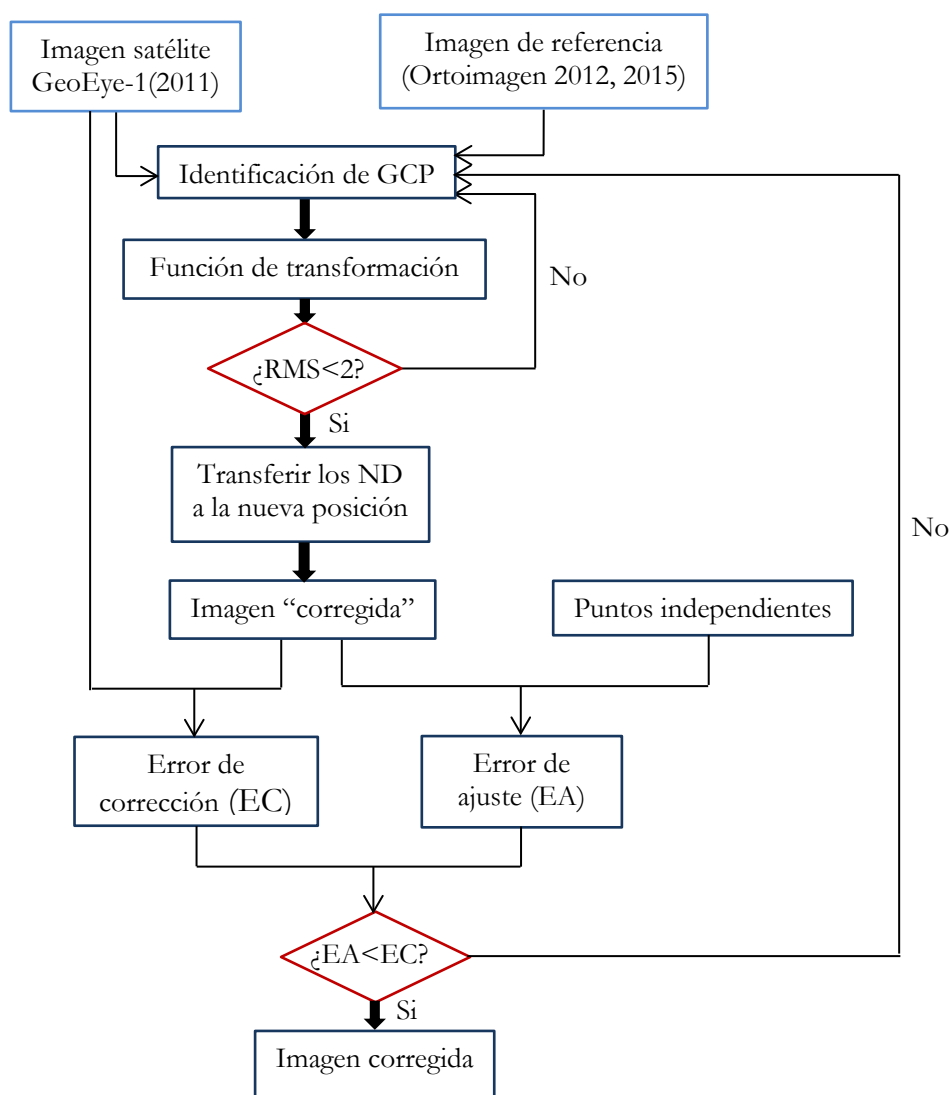 Imagen satélite
GeoEye-1(2011)
Imagen de referencia
(Ortoimagen 2012, 2015)
Identificación de GCP
Función de transformación
No
¿RMS<2?
Si
Transferir los ND
a la nueva posición
No
Imagen “corregida”
Puntos independientes
Error de
corrección (EC)
Error de
ajuste (EA)
¿EA<EC?
Si
Imagen corregida